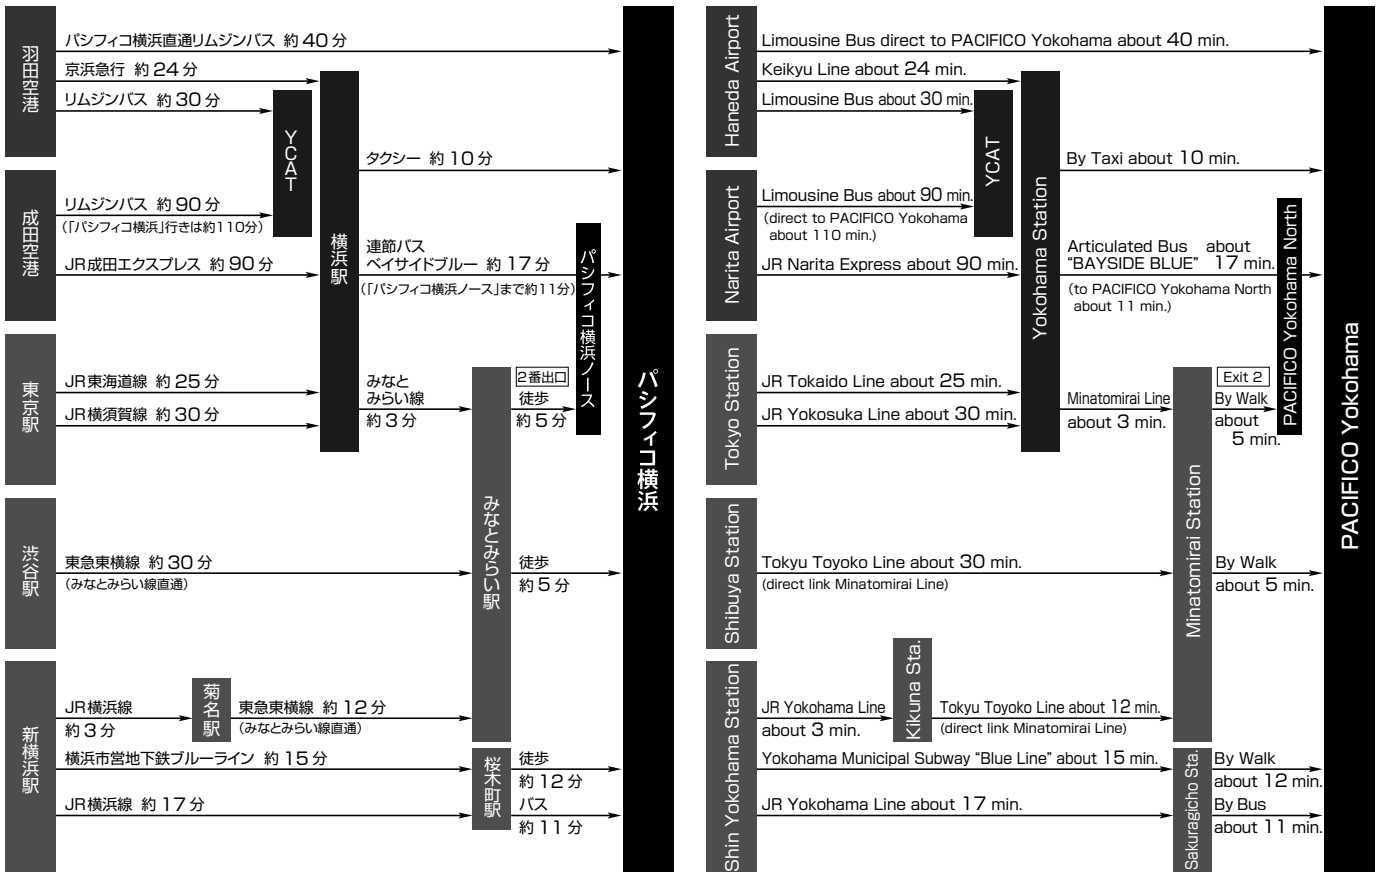 羽田空港
パシフィコ横浜直通リムジンバス 約40分
京浜急行 約24分
リムジンバス 約30分
YCAT
横浜駅
タクシー 約10分
成田空港
リムジンバス 約90分
(「パシフィコ横浜」行きは約110分)
JR成田エクスプレス 約90分
連節バス
ベイサイドブルー 約17分
(「パシフィコ横浜ノース」まで約11分)
パシフィコ横浜ノース
東京駅
JR東海道線 約25分
JR横須賀線 約30分
みなと
みらい線
約3分
みなとみらい駅
2番出口
徒歩
約5分
渋谷駅
東急東横線 約30分
(みなとみらい線直通)
徒歩
約5分
新横浜駅
JR横浜線
約3分
菊名駅
東急東横線 約12分
(みなとみらい線直通)
横浜市営地下鉄ブルーライン 約15分
JR横浜線 約17分
桜木町駅
徒歩
約12分
バス
約11分
パシフィコ横浜
Haneda Airport
Limousine Bus direct to PACIFICO Yokohama about 40 min.
Keikyu Line about 24 min.
Limousine Bus about 30 min.
YCAT
Yokohama Station
By Taxi about 10 min.
Narita Airport
Limousine Bus about 90 min.
(direct to PACIFICO Yokohama
about 110 min.)
JR Narita Express about 90 min.
Articulated Bus about
"BAYSIDE BLUE" 17 min.
(to PACIFICO Yokohama North
about 11 min.)
PACIFICO Yokohama North
Tokyo Station
JR Tokaido Line about 25 min.
JR Yokosuka Line about 30 min.
Minatomirai Line
about 3 min.
Minatomirai Station
Exit 2
By Walk
about
5 min.
Shibuya Station
Tokyu Toyoko Line about 30 min.
(direct link Minatomirai Line)
By Walk
about 5 min.
Shin Yokohama Station
JR Yokohama Line
about 3 min.
Kikuna Sta.
Tokyu Toyoko Line about 12 min.
(direct link Minatomirai Line)
Yokohama Municipal Subway “Blue Line” about 15 min.
JR Yokohama Line about 17 min.
Sakuragicho Sta.
By Walk
about 12 min.
By Bus
about 11 min.
PACIFICO Yokohama